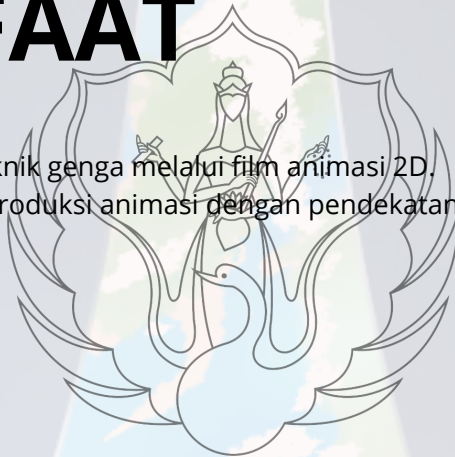 FAAT
knik genga melalui film animasi 2D.
roduksi animasi dengan pendekatan